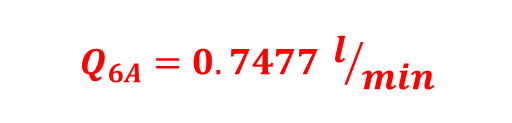 Q6A = 0.7477 l/min